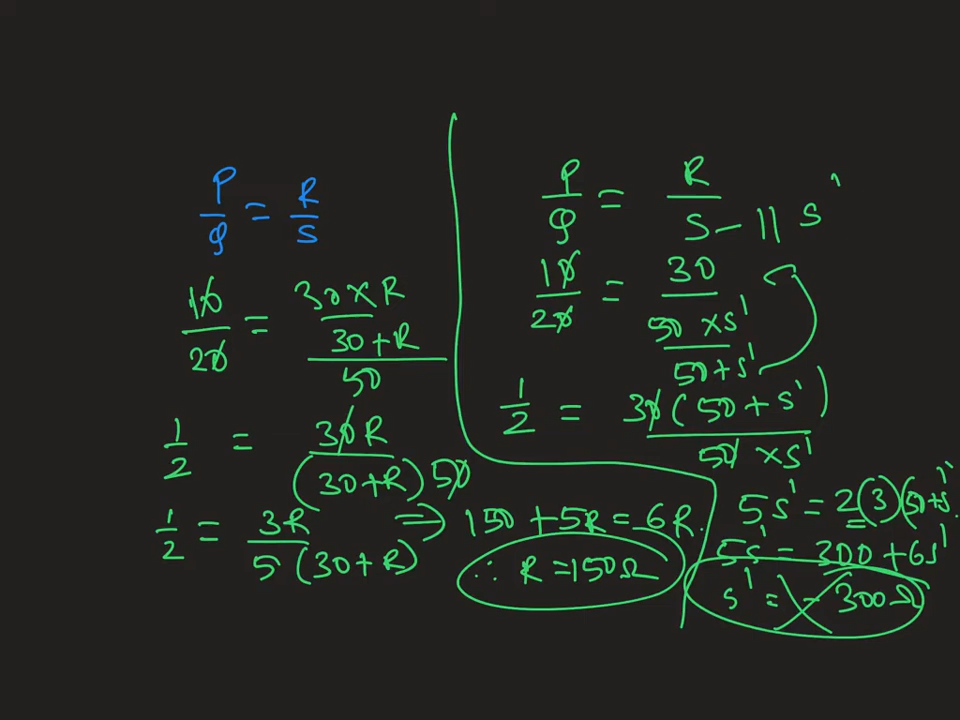 P/Q = R/S
10/20 = ((30 × R)/(30 + R))/50
1/2 = 30R/((30 + R) 50)
1/2 = 3R/(5(30 + R)) ⇒ 150 + 5R = 6R.
∴ R = 150Ω
P/Q = R/(S - || S')
10/20 = 30/((50 × S')/(50 + S'))
1/2 = 30(50 + S')/(50 × S')
5S' = 2(3)(50+S'.
5S' = 300 + 6S'
S' = - 300Ω